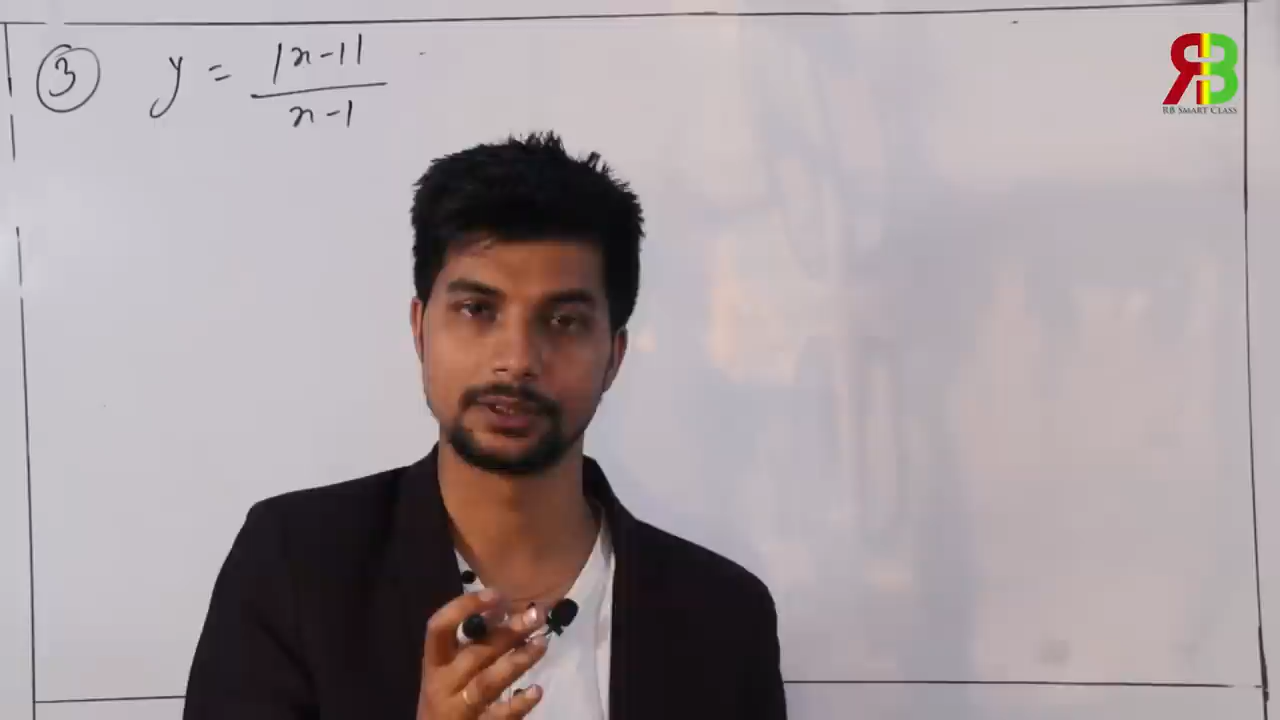 ③ y = |x-1| / x-1
RB
RB SMART CLASS